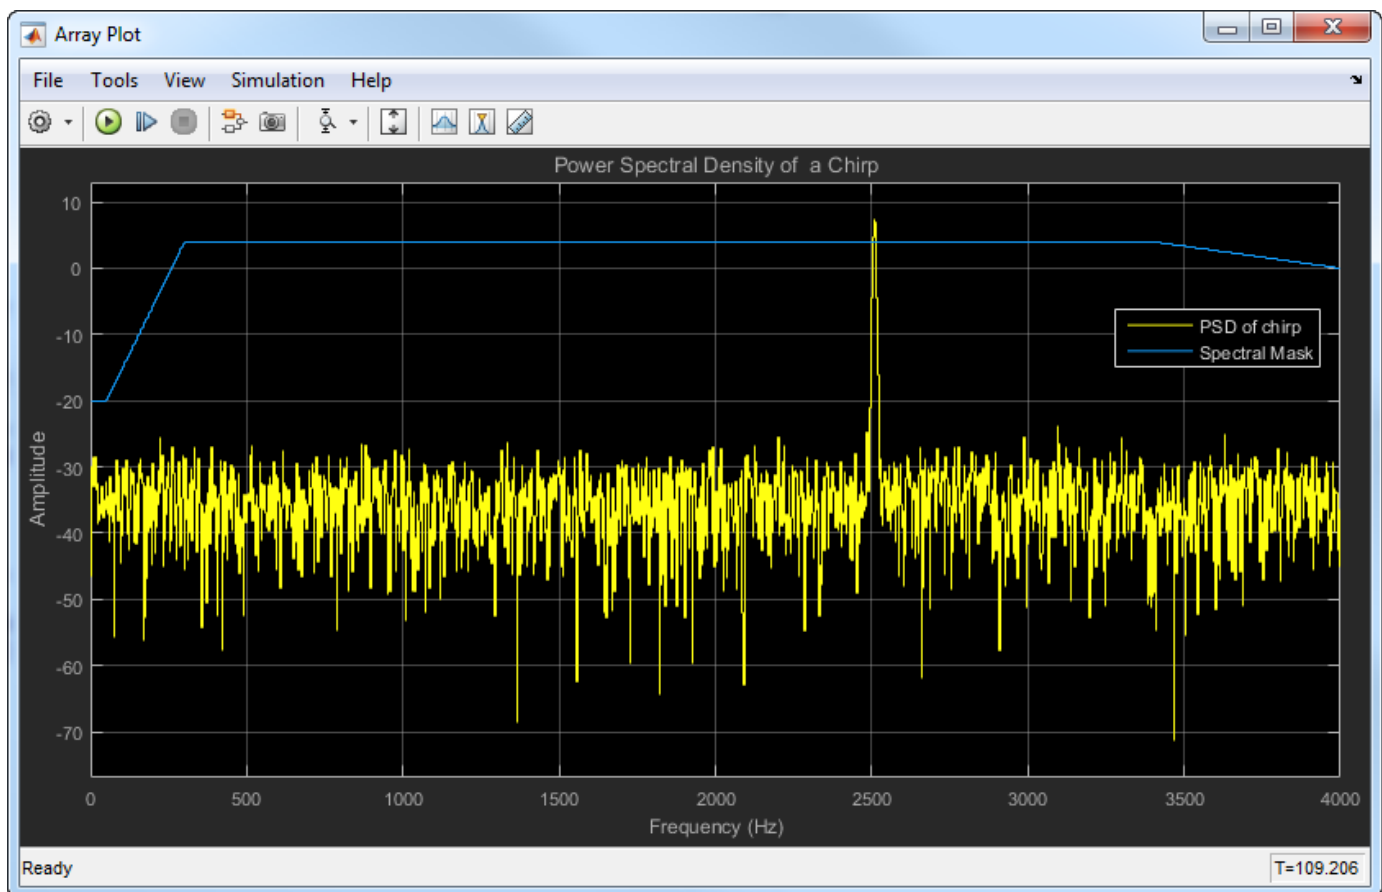 Array Plot
File Tools View Simulation Help
Power Spectral Density of  a Chirp
10
0
-10
-20
-30
-40
-50
-60
-70
Amplitude
PSD of chirp
Spectral Mask
0 500 1000 1500 2000 2500 3000 3500 4000
Frequency (Hz)
Ready T=109.206